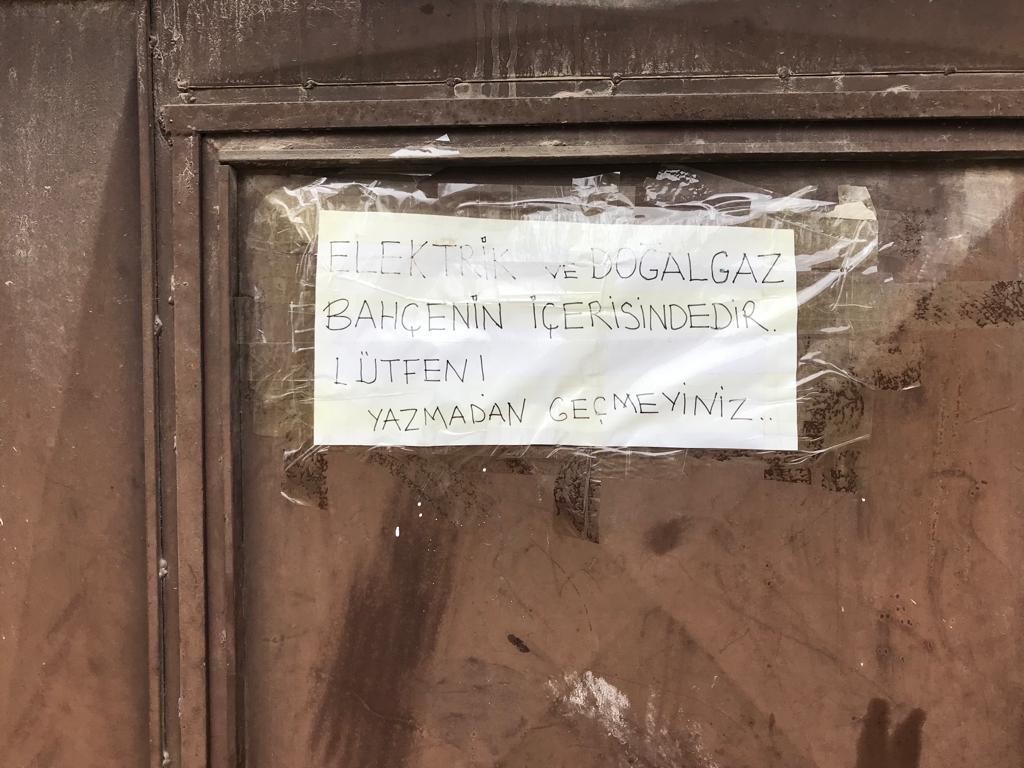 ELEKTRİK VE DOĞALGAZ
BAHÇENİN İÇERİSİNDEDİR.
LÜTFEN!
YAZMADAN GEÇMEYİNİZ..